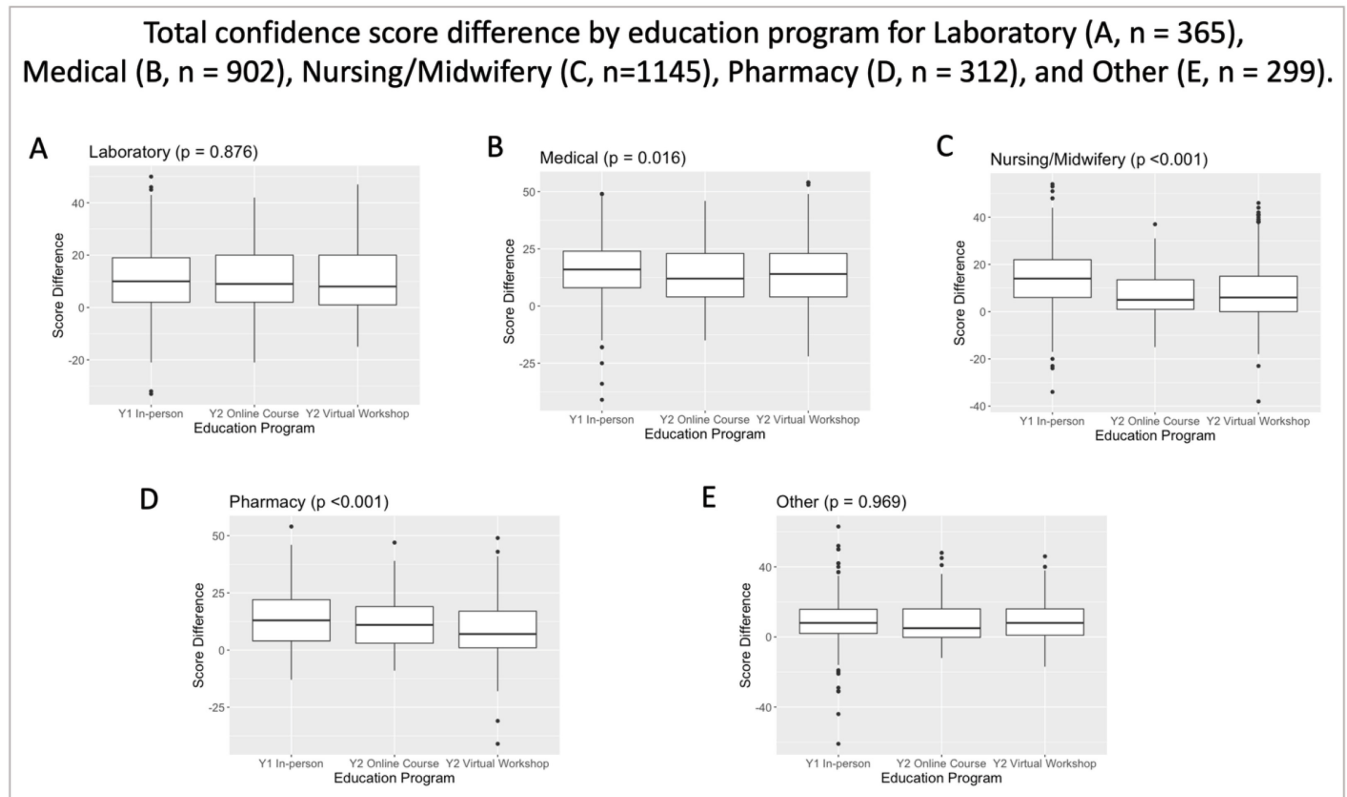 Total confidence score difference by education program for Laboratory (A, n = 365),
Medical (B, n = 902), Nursing/Midwifery (C, n=1145), Pharmacy (D, n = 312), and Other (E, n = 299).
A
Laboratory (p = 0.876)
Score Difference
40
20
0
-20
Y1 In-person
Y2 Online Course
Y2 Virtual Workshop
Education Program
B
Medical (p = 0.016)
Score Difference
50
25
0
-25
Y1 In-person
Y2 Online Course
Y2 Virtual Workshop
Education Program
C
Nursing/Midwifery (p <0.001)
Score Difference
40
20
0
-20
-40
Y1 In-person
Y2 Online Course
Y2 Virtual Workshop
Education Program
D
Pharmacy (p <0.001)
Score Difference
50
25
0
-25
Y1 In-person
Y2 Online Course
Y2 Virtual Workshop
Education Program
E
Other (p = 0.969)
Score Difference
40
0
-40
Y1 In-person
Y2 Online Course
Y2 Virtual Workshop
Education Program